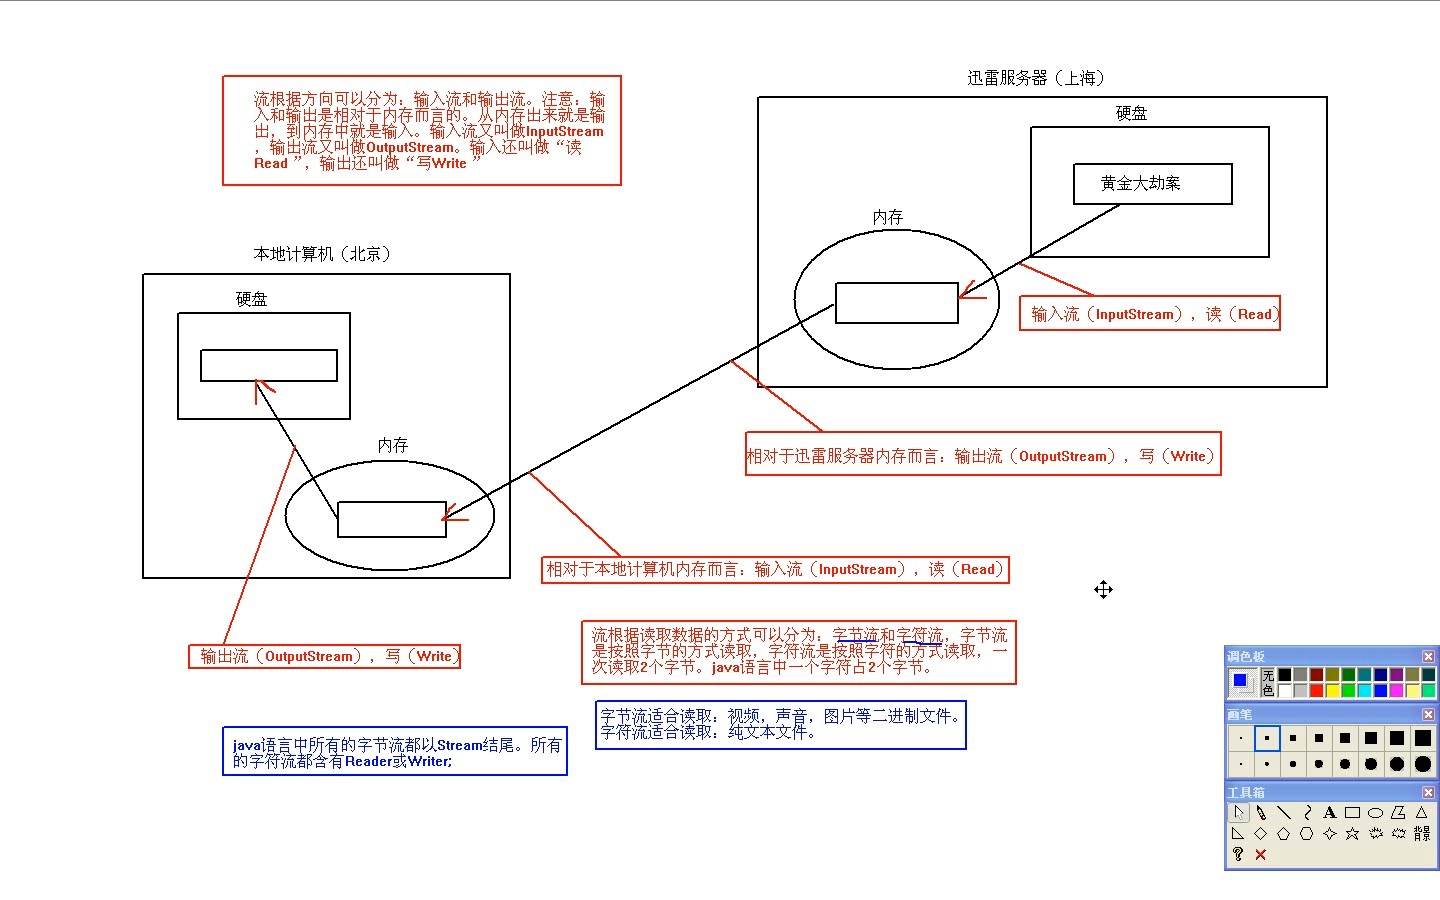 迅雷服务器（上海）
流根据方向可以分为：输入流和输出流。注意：输
入和输出是相对于内存而言的。从内存出来就是输
出，到内存中就是输入。输入流又叫做InputStream
，输出流又叫做OutputStream。输入还叫做“读
Read ”，输出还叫做“写Write ”
硬盘
黄金大劫案
内存
本地计算机（北京）
硬盘
输入流（InputStream），读（Read）
内存
相对于迅雷服务器内存而言：输出流（OutputStream），写（Write）
相对于本地计算机内存而言：输入流（InputStream），读（Read）
输出流（OutputStream），写（Write）
流根据读取数据的方式可以分为：字节流和字符流，字节流
是按照字节的方式读取，字符流是按照字符的方式读取，一
次读取2个字节。java语言中一个字符占2个字节。
字节流适合读取：视频，声音，图片等二进制文件。
字符流适合读取：纯文本文件。
java语言中所有的字节流都以Stream结尾。所有
的字符流都含有Reader或Writer;
调色板
无
色
画笔
工具箱
A
背景
?